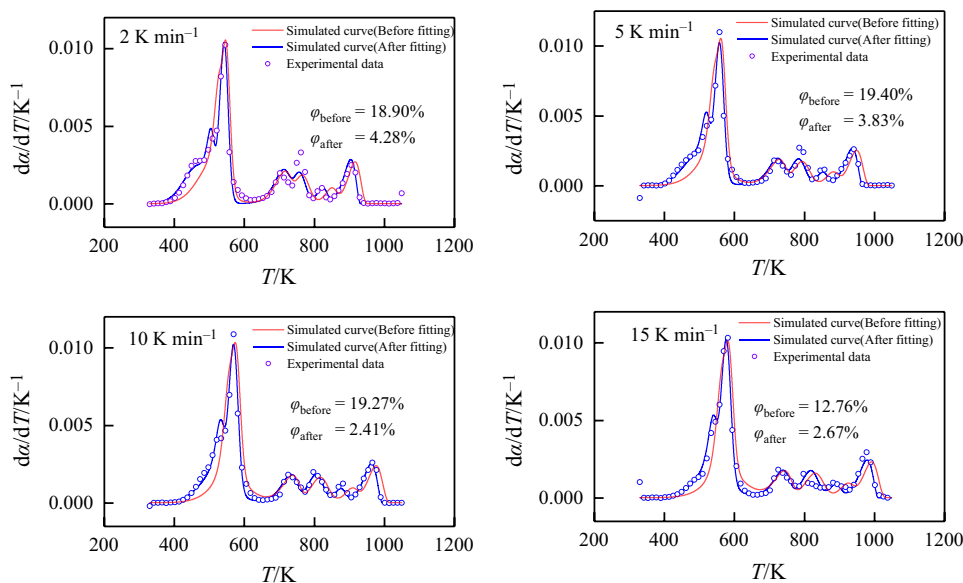 2 K min⁻¹
Simulated curve(Before fitting)
Simulated curve(After fitting)
Experimental data
φbefore = 18.90%
φafter = 4.28%
0.010
0.005
0.000
dα/dT/K⁻¹
200 400 600 800 1000 1200
T/K
5 K min⁻¹
Simulated curve(Before fitting)
Simulated curve(After fitting)
Experimental data
φbefore = 19.40%
φafter = 3.83%
0.010
0.005
0.000
dα/dT/K⁻¹
200 400 600 800 1000 1200
T/K
10 K min⁻¹
Simulated curve(Before fitting)
Simulated curve(After fitting)
Experimental data
φbefore = 19.27%
φafter = 2.41%
0.010
0.005
0.000
dα/dT/K⁻¹
200 400 600 800 1000 1200
T/K
15 K min⁻¹
Simulated curve(Before fitting)
Simulated curve(After fitting)
Experimental data
φbefore = 12.76%
φafter = 2.67%
0.010
0.005
0.000
dα/dT/K⁻¹
200 400 600 800 1000 1200
T/K